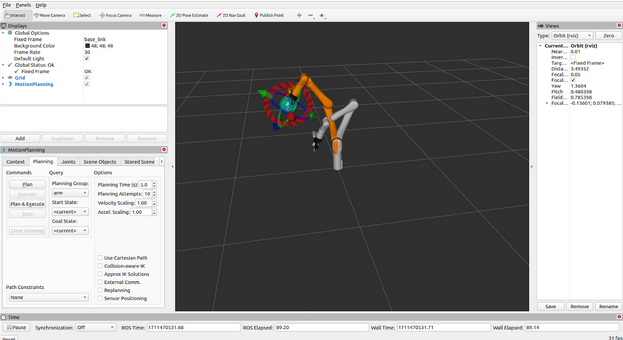 File Panels Help
Interact Move Camera Select Focus Camera Measure 2D Pose Estimate 2D Nav Goal Publish Point
Displays
Global Options
Fixed Frame base_link
Background Color 48; 48; 48
Frame Rate 30
Default Light
Global Status: Ok
Fixed Frame OK
Grid
MotionPlanning
Add Duplicate Remove Rename
MotionPlanning
Context Planning Joints Scene Objects Stored Scene
Commands Query Options
Plan
Execute
Plan & Execute
Stop
Planning Group:
arm
Start State:
<current>
Goal State:
<current>
Planning Time (s): 5.0
Planning Attempts: 10
Velocity Scaling: 1.00
Accel. Scaling: 1.00
Use Cartesian Path
Collision-aware IK
Approx IK Solutions
External Comm.
Replanning
Sensor Positioning
Path Constraints
None
Views
Type: Orbit (rviz) Zero
Current... Orbit (rviz)
Near... 0.01
Inver...
Targ... <Fixed Frame>
Dista... 3.49352
Focal... 0.05
Focal...
Yaw 1.3604
Pitch 0.480398
Field... 0.785398
Focal... -0.11601; 0.079385;...
Save Remove Rename
Time
Pause Synchronization: Off ROS Time: 1711470531.68 ROS Elapsed: 89.20 Wall Time: 1711470531.71 Wall Elapsed: 89.14
Reset 31 fps